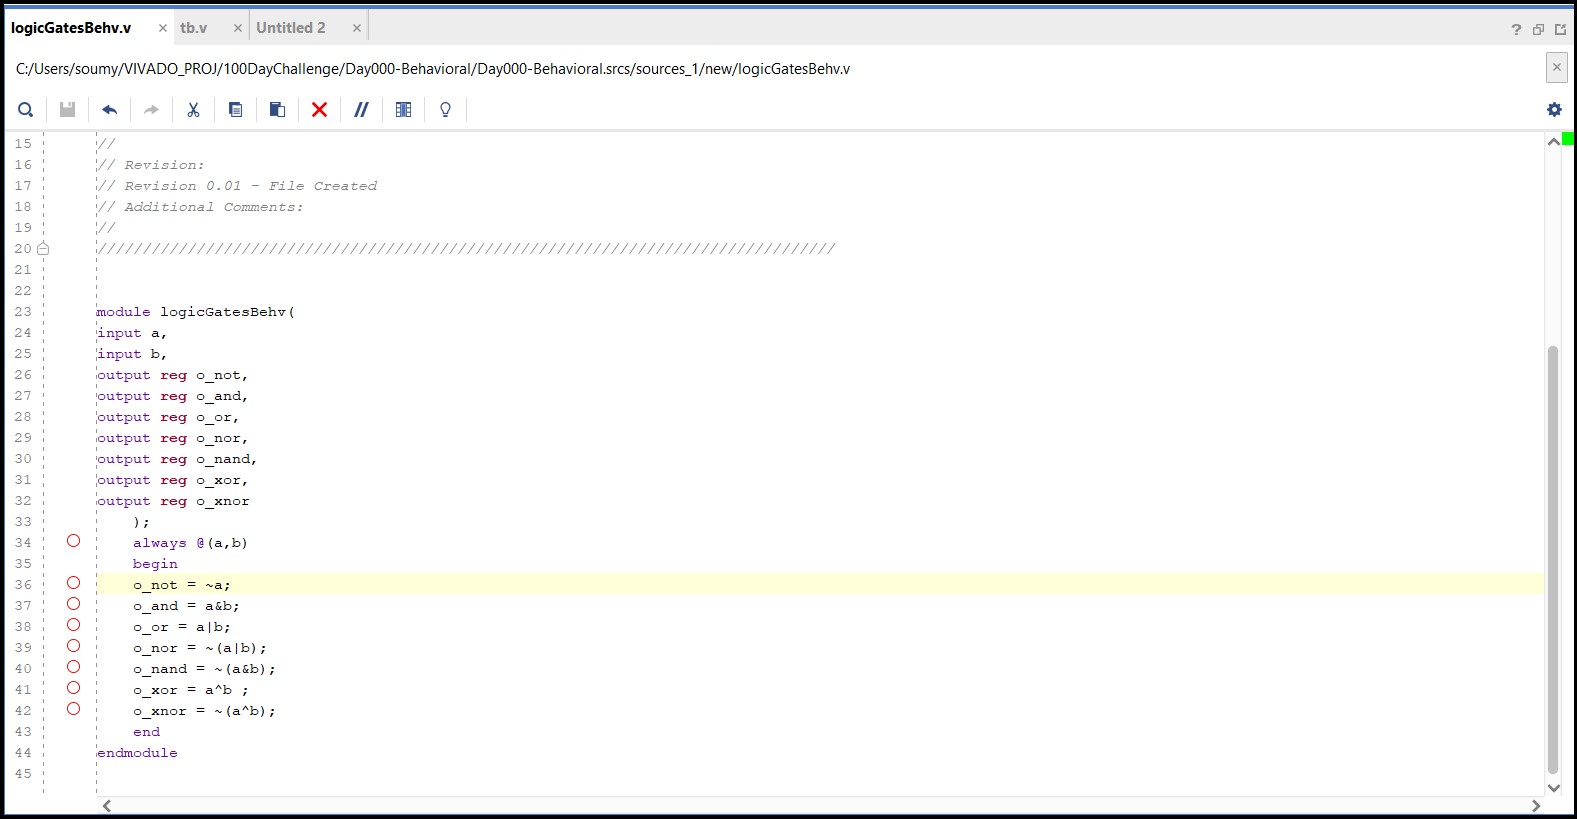 logicGatesBehv.v × tb.v × Untitled 2 × ?
C:/Users/soumy/VIVADO_PROJ/100DayChallenge/Day000-Behavioral/Day000-Behavioral.srcs/sources_1/new/logicGatesBehv.v ×
//
15 //
16 // Revision:
17 // Revision 0.01 - File Created
18 // Additional Comments:
19 //
20 //////////////////////////////////////////////////////////////////////////////////
21
22
23 module logicGatesBehv(
24 input a,
25 input b,
26 output reg o_not,
27 output reg o_and,
28 output reg o_or,
29 output reg o_nor,
30 output reg o_nand,
31 output reg o_xor,
32 output reg o_xnor
33 );
34 always @(a,b)
35 begin
36 o_not = ~a;
37 o_and = a&b;
38 o_or = a|b;
39 o_nor = ~(a|b);
40 o_nand = ~(a&b);
41 o_xor = a^b ;
42 o_xnor = ~(a^b);
43 end
44 endmodule
45